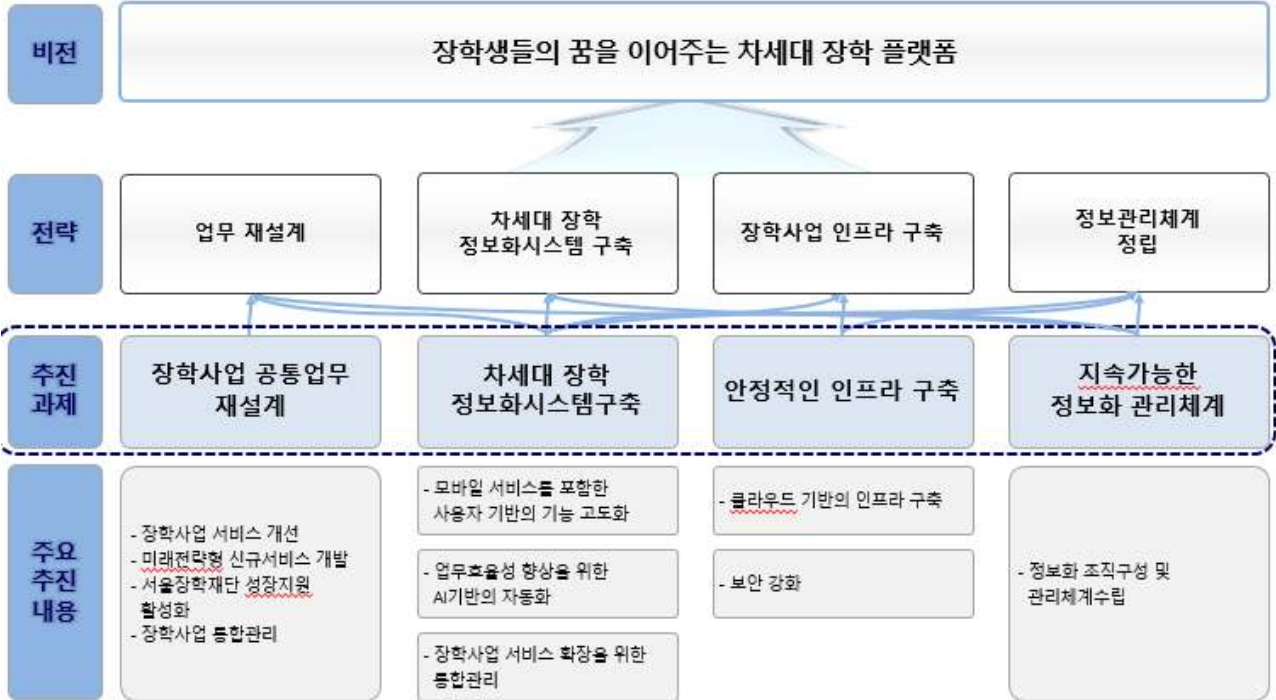 비전
장학생들의 꿈을 이어주는 차세대 장학 플랫폼
전략
업무 재설계
차세대 장학
정보화시스템 구축
장학사업 인프라 구축
정보관리체계
정립
추진
과제
장학사업 공통업무
재설계
차세대 장학
정보화시스템구축
안정적인 인프라 구축
지속가능한
정보화 관리체계
주요
추진
내용
- 장학사업 서비스 개선
- 미래전략형 신규서비스 개발
- 서울장학재단 성장지원
활성화
- 장학사업 통합관리
- 모바일 서비스를 포함한
사용자 기반의 기능 고도화
- 업무효율성 향상을 위한
AI기반의 자동화
- 장학사업 서비스 확장을 위한
통합관리
- 클라우드 기반의 인프라 구축
- 보안 강화
- 정보화 조직구성 및
관리체계수립